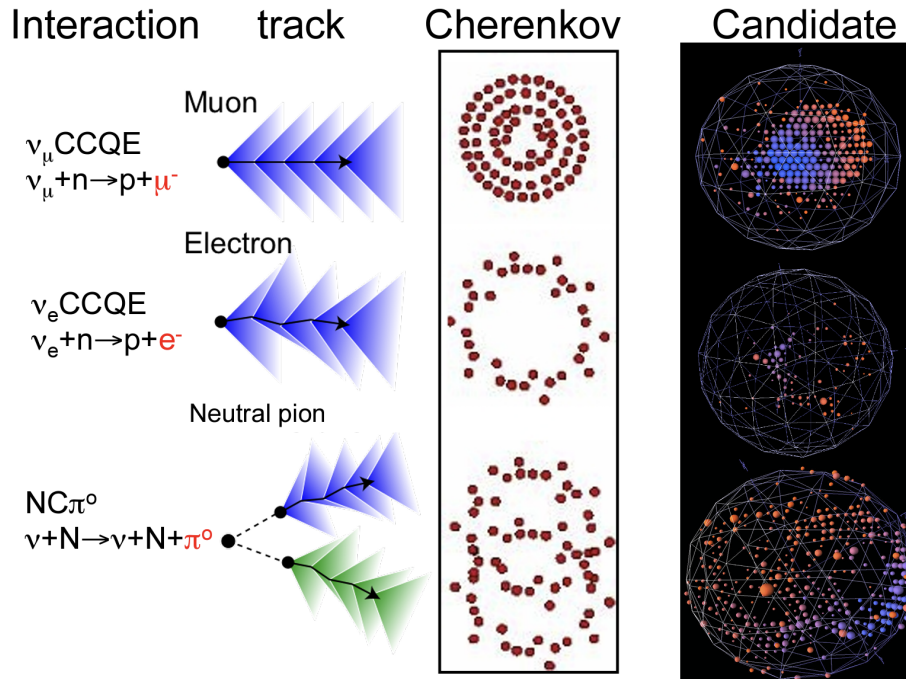 Interaction track Cherenkov Candidate
Muon
νμCCQE
νμ+n→p+μ-
Electron
νeCCQE
νe+n→p+e-
Neutral pion
NCπo
ν+N→ν+N+πo